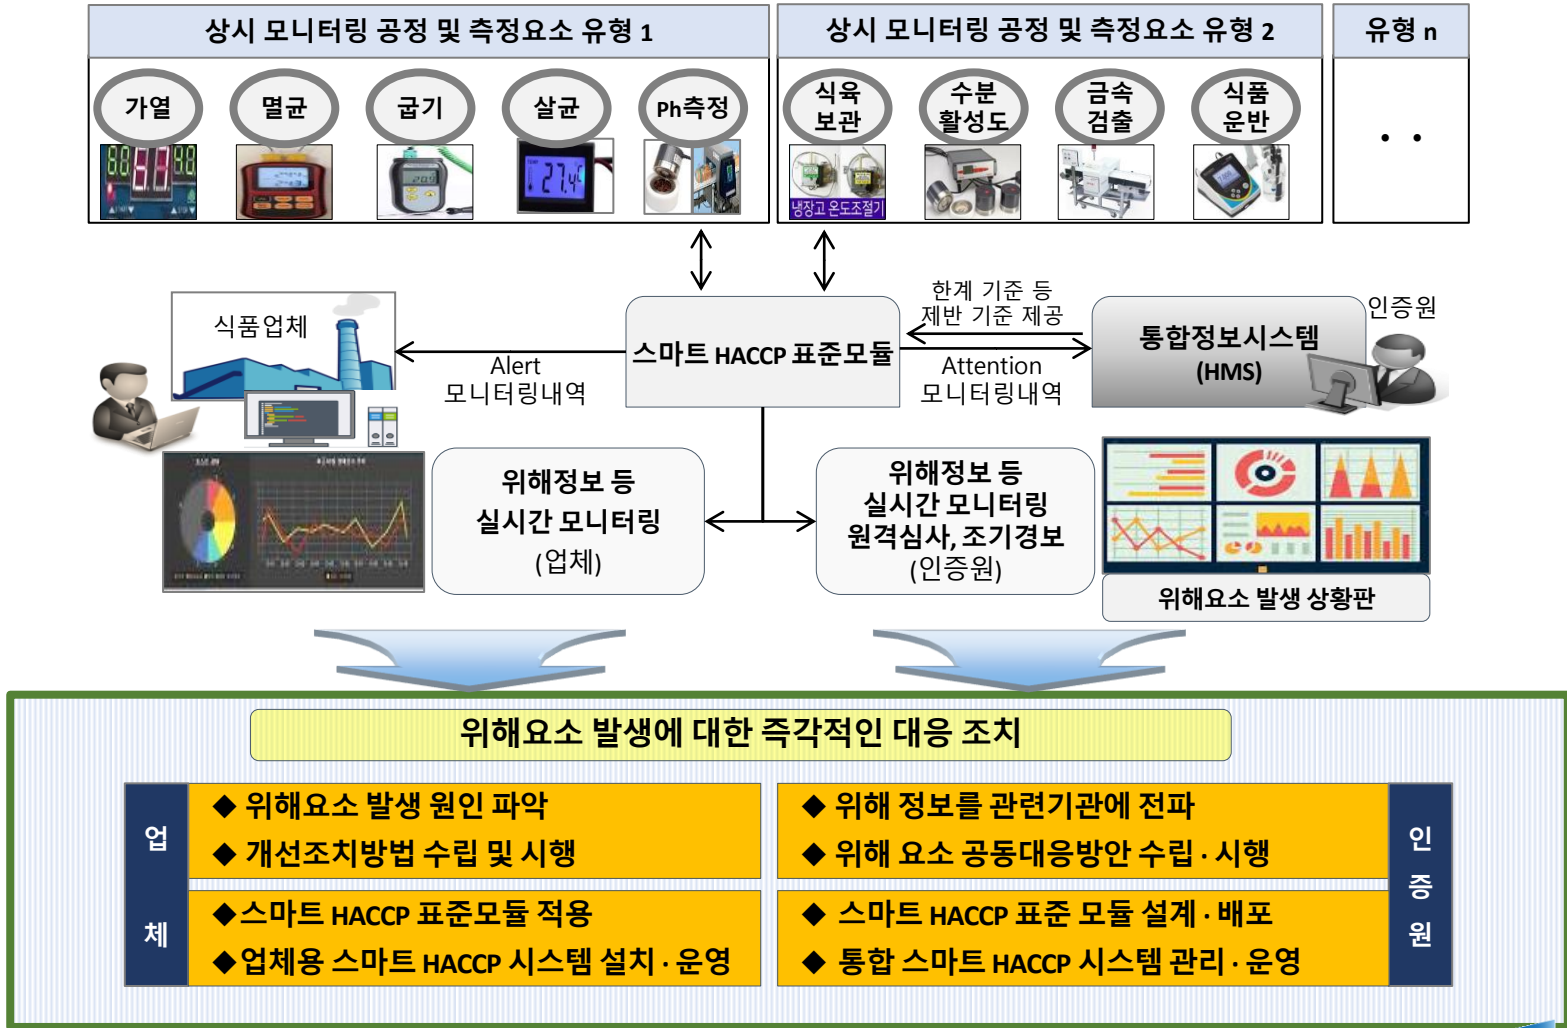 상시 모니터링 공정 및 측정요소 유형 1
상시 모니터링 공정 및 측정요소 유형 2
유형 n
가열
멸균
굽기
살균
Ph측정
식육
보관
수분
활성도
금속
검출
식품
운반
27.4
냉장고 온도조절기
. .
식품업체
Alert
모니터링내역
스마트 HACCP 표준모듈
한계 기준 등
제반 기준 제공
Attention
모니터링내역
통합정보시스템
(HMS)
인증원
위해정보 등
실시간 모니터링
(업체)
위해정보 등
실시간 모니터링
원격심사, 조기경보
(인증원)
위해요소 발생 상황판
위해요소 발생에 대한 즉각적인 대응 조치
업체
◆ 위해요소 발생 원인 파악
◆ 개선조치방법 수립 및 시행
◆스마트 HACCP 표준모듈 적용
◆업체용 스마트 HACCP 시스템 설치 · 운영
◆ 위해 정보를 관련기관에 전파
◆ 위해 요소 공동대응방안 수립 · 시행
◆ 스마트 HACCP 표준 모듈 설계 · 배포
◆ 통합 스마트 HACCP 시스템 관리 · 운영
인증원